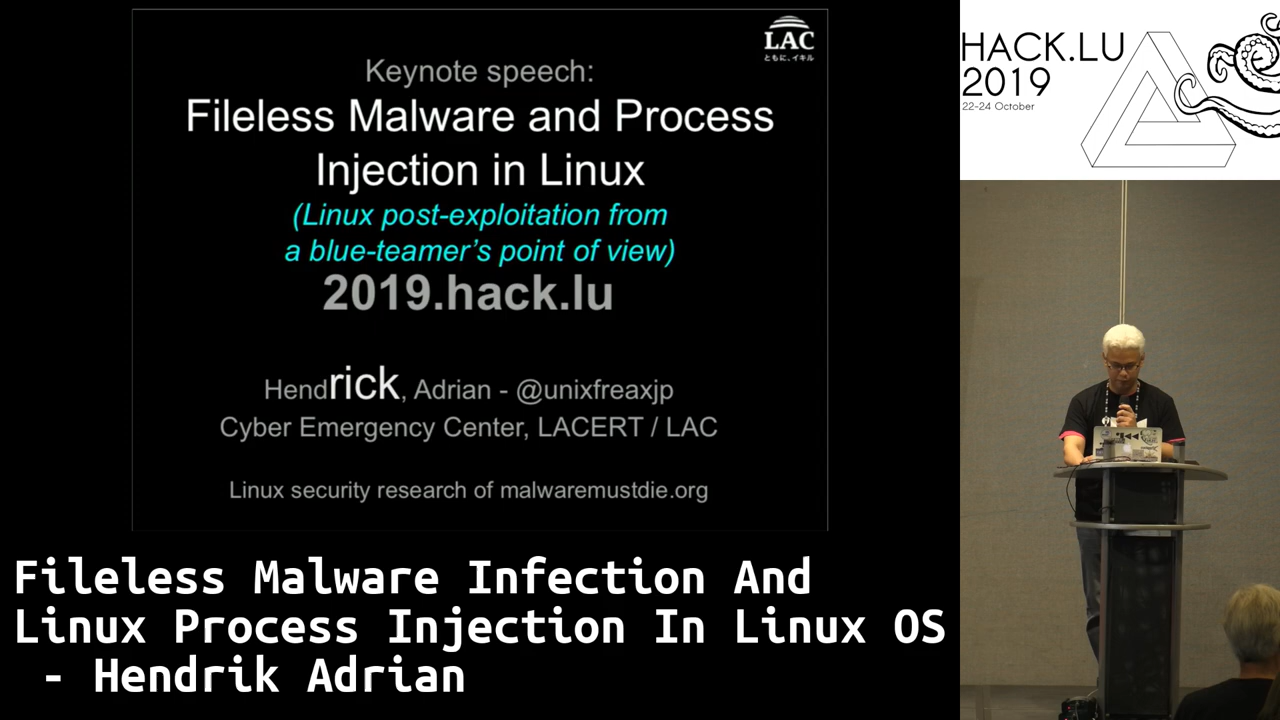 LAC
ともに、イキル
Keynote speech:
Fileless Malware and Process
Injection in Linux
(Linux post-exploitation from
a blue-teamer's point of view)
2019.hack.lu
Hendrick, Adrian - @unixfreaxjp
Cyber Emergency Center, LACERT / LAC
Linux security research of malwaremustdie.org
Fileless Malware Infection And
Linux Process Injection In Linux OS
- Hendrik Adrian
HACK.LU
2019
22-24 October